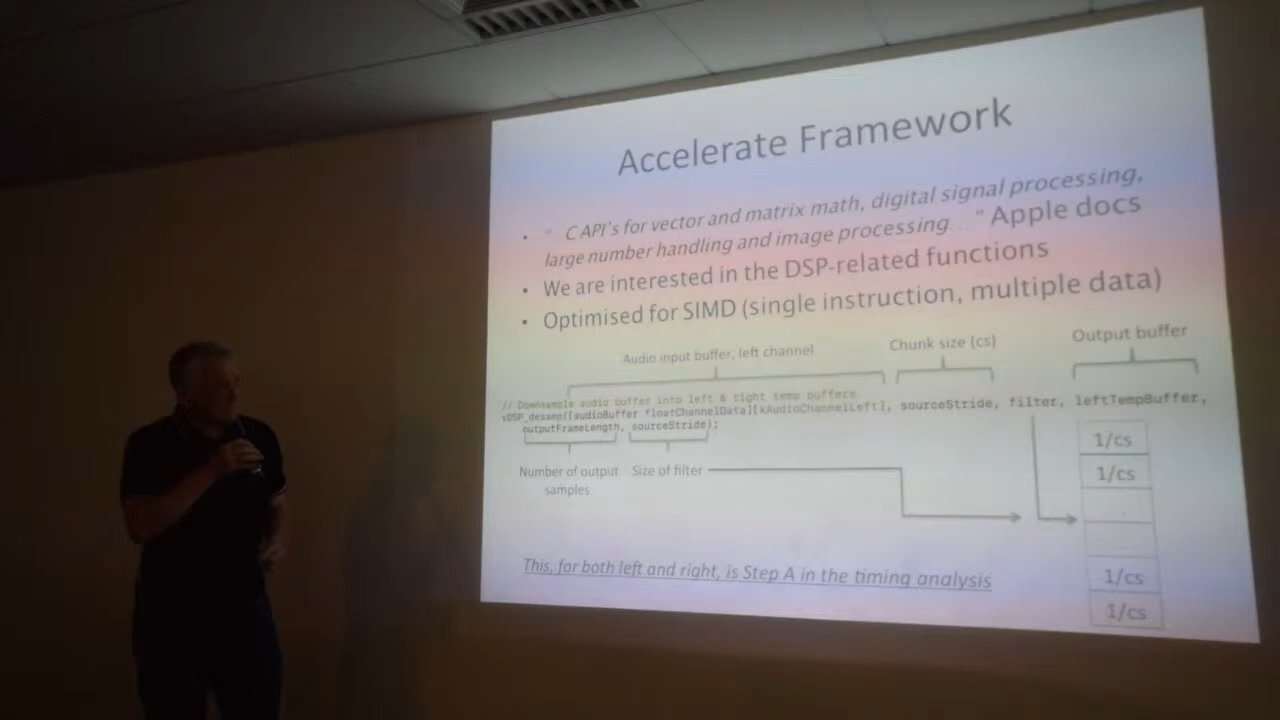 Accelerate Framework
• " C API's for vector and matrix math, digital signal processing,
large number handling and image processing ... " Apple docs
• We are interested in the DSP-related functions
• Optimised for SIMD (single instruction, multiple data)
Audio input buffer, left channel
Chunk size (cs)
Output buffer
// Downsample audio buffer into left & right temp buffers
vDSP_desamp([audioBuffer floatChannelData][kAudioChannelLeft], sourceStride, filter, leftTempBuffer,
outputFrameLength, sourceStride);
Number of output
samples
Size of filter
1/cs
1/cs
1/cs
1/cs
This, for both left and right, is Step A in the timing analysis